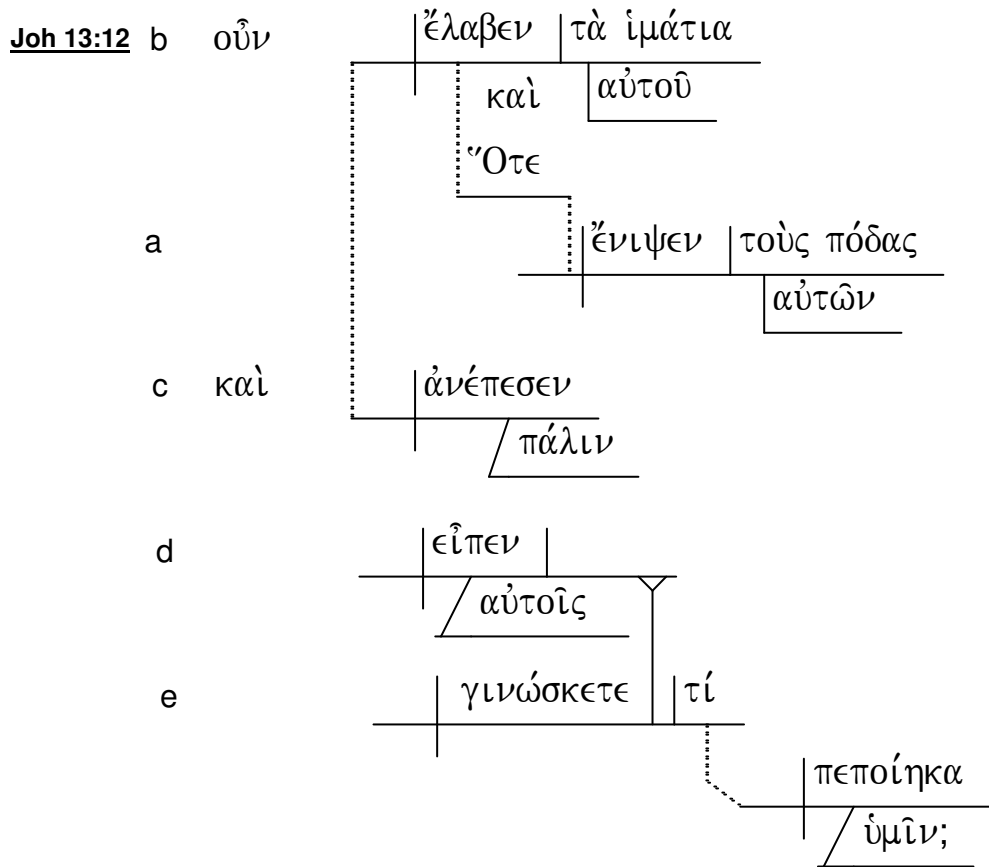 Joh 13:12 b οὖν ἔλαβεν τὰ ἱμάτια
καὶ αὐτοῦ
Ὅτε
a ἔνιψεν τοὺς πόδας
αὐτῶν
c καὶ ἀνέπεσεν
πάλιν
d εἶπεν
αὐτοῖς
e γινώσκετε τί
πεποίηκα
ὑμῖν;